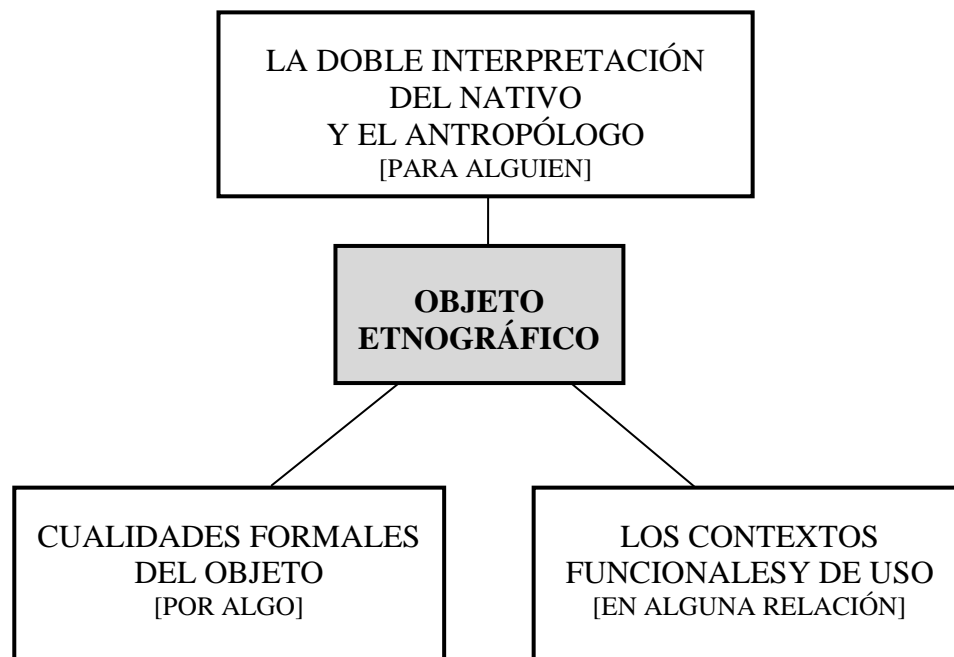 LA DOBLE INTERPRETACIÓN
DEL NATIVO
Y EL ANTROPÓLOGO
[PARA ALGUIEN]
OBJETO
ETNOGRÁFICO
CUALIDADES FORMALES
DEL OBJETO
[POR ALGO]
LOS CONTEXTOS
FUNCIONALESY DE USO
[EN ALGUNA RELACIÓN]